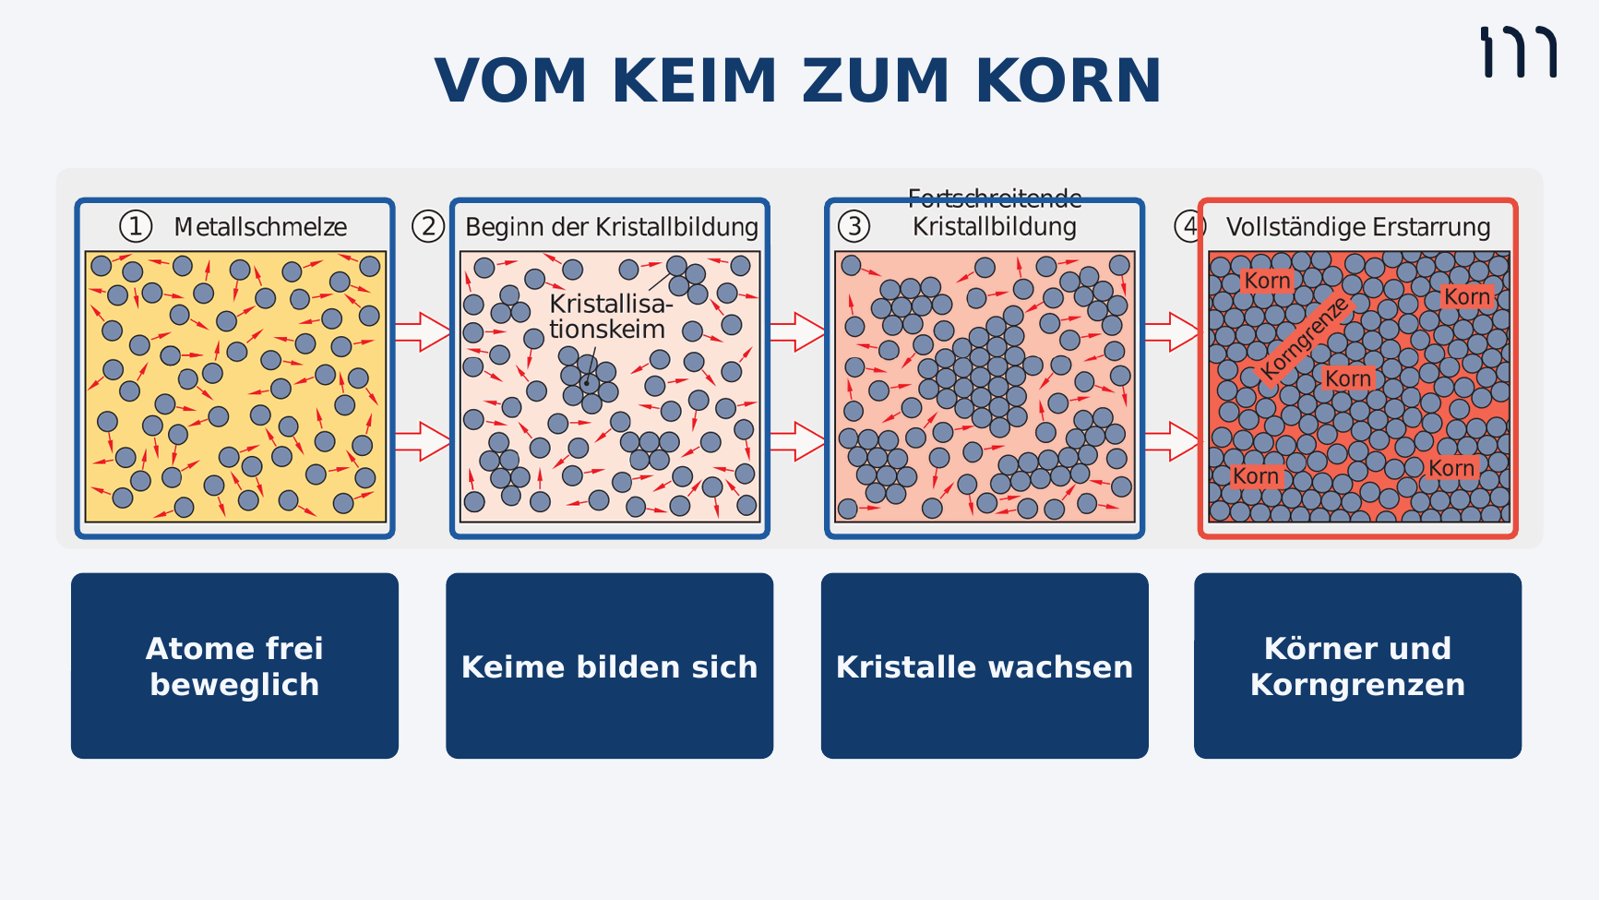 VOM KEIM ZUM KORN
① Metallschmelze
② Beginn der Kristallbildung
Fortschreitende
③ Kristallbildung
④ Vollständige Erstarrung
Kristallisa-
tionskeim
Korn
Korn
Korngrenze
Korn
Korn
Korn
Atome frei
beweglich
Keime bilden sich
Kristalle wachsen
Körner und
Korngrenzen